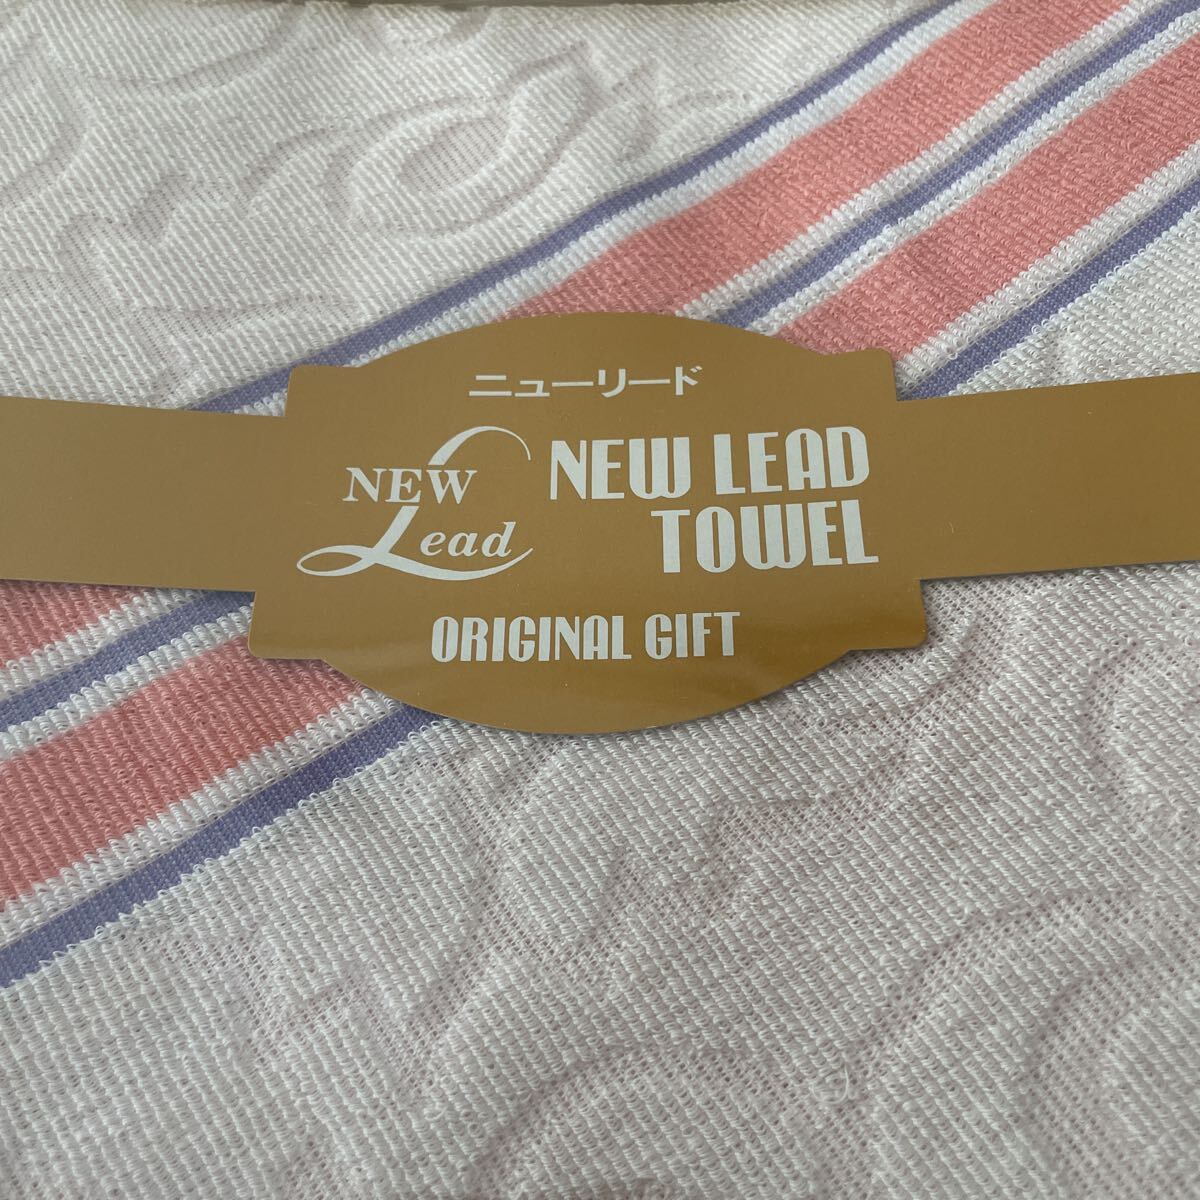 ニューリード
NEW
Lead
NEW LEAD
TOWEL
ORIGINAL GIFT